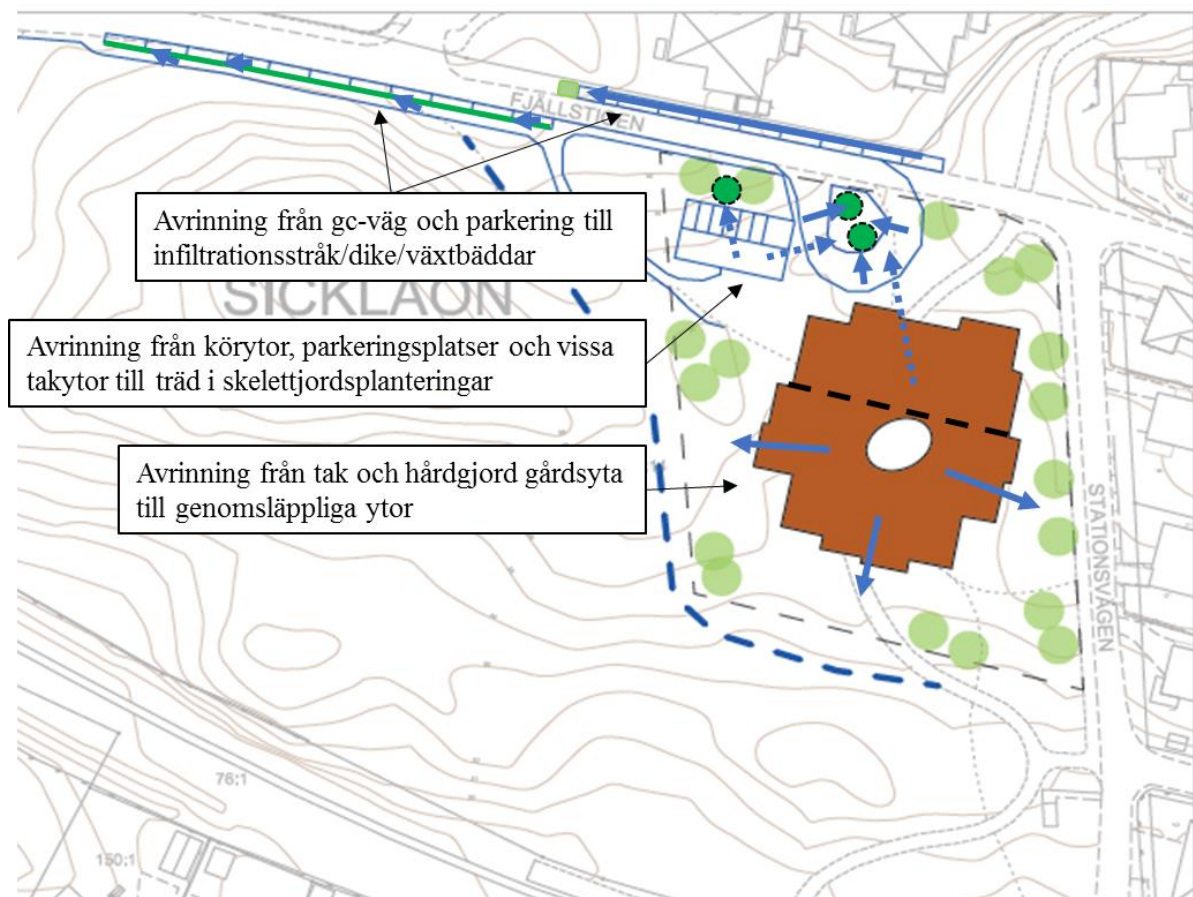 FJÄLLSTIGEN
Avrinning från gc-väg och parkering till
infiltrationsstråk/dike/växtbäddar
SICKLAÖN
Avrinning från körytor, parkeringsplatser och vissa
takytor till träd i skelettjordsplanteringar
Avrinning från tak och hårdgjord gårdsyta
till genomsläppliga ytor
STATIONSVÄGEN
76:1
150:1